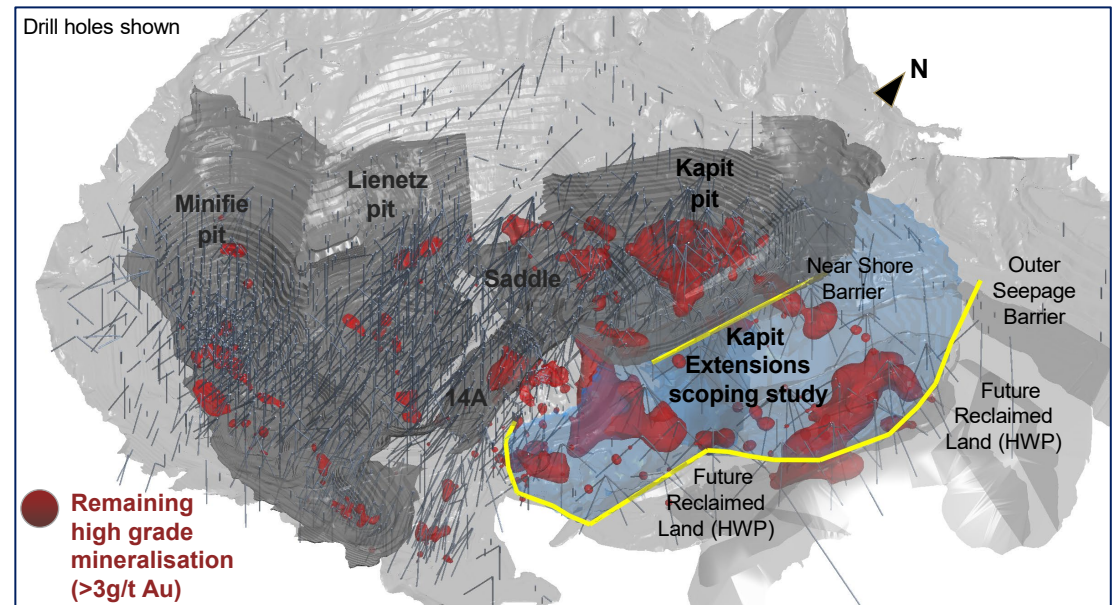 Drill holes shown
N
Minifie
pit
Lienetz
pit
Kapit
pit
Saddle
14A
Near Shore
Barrier
Outer
Seepage
Barrier
Kapit
Extensions
scoping study
Future
Reclaimed
Land (HWP)
Future
Reclaimed
Land (HWP)
Remaining
high grade
mineralisation
(>3g/t Au)